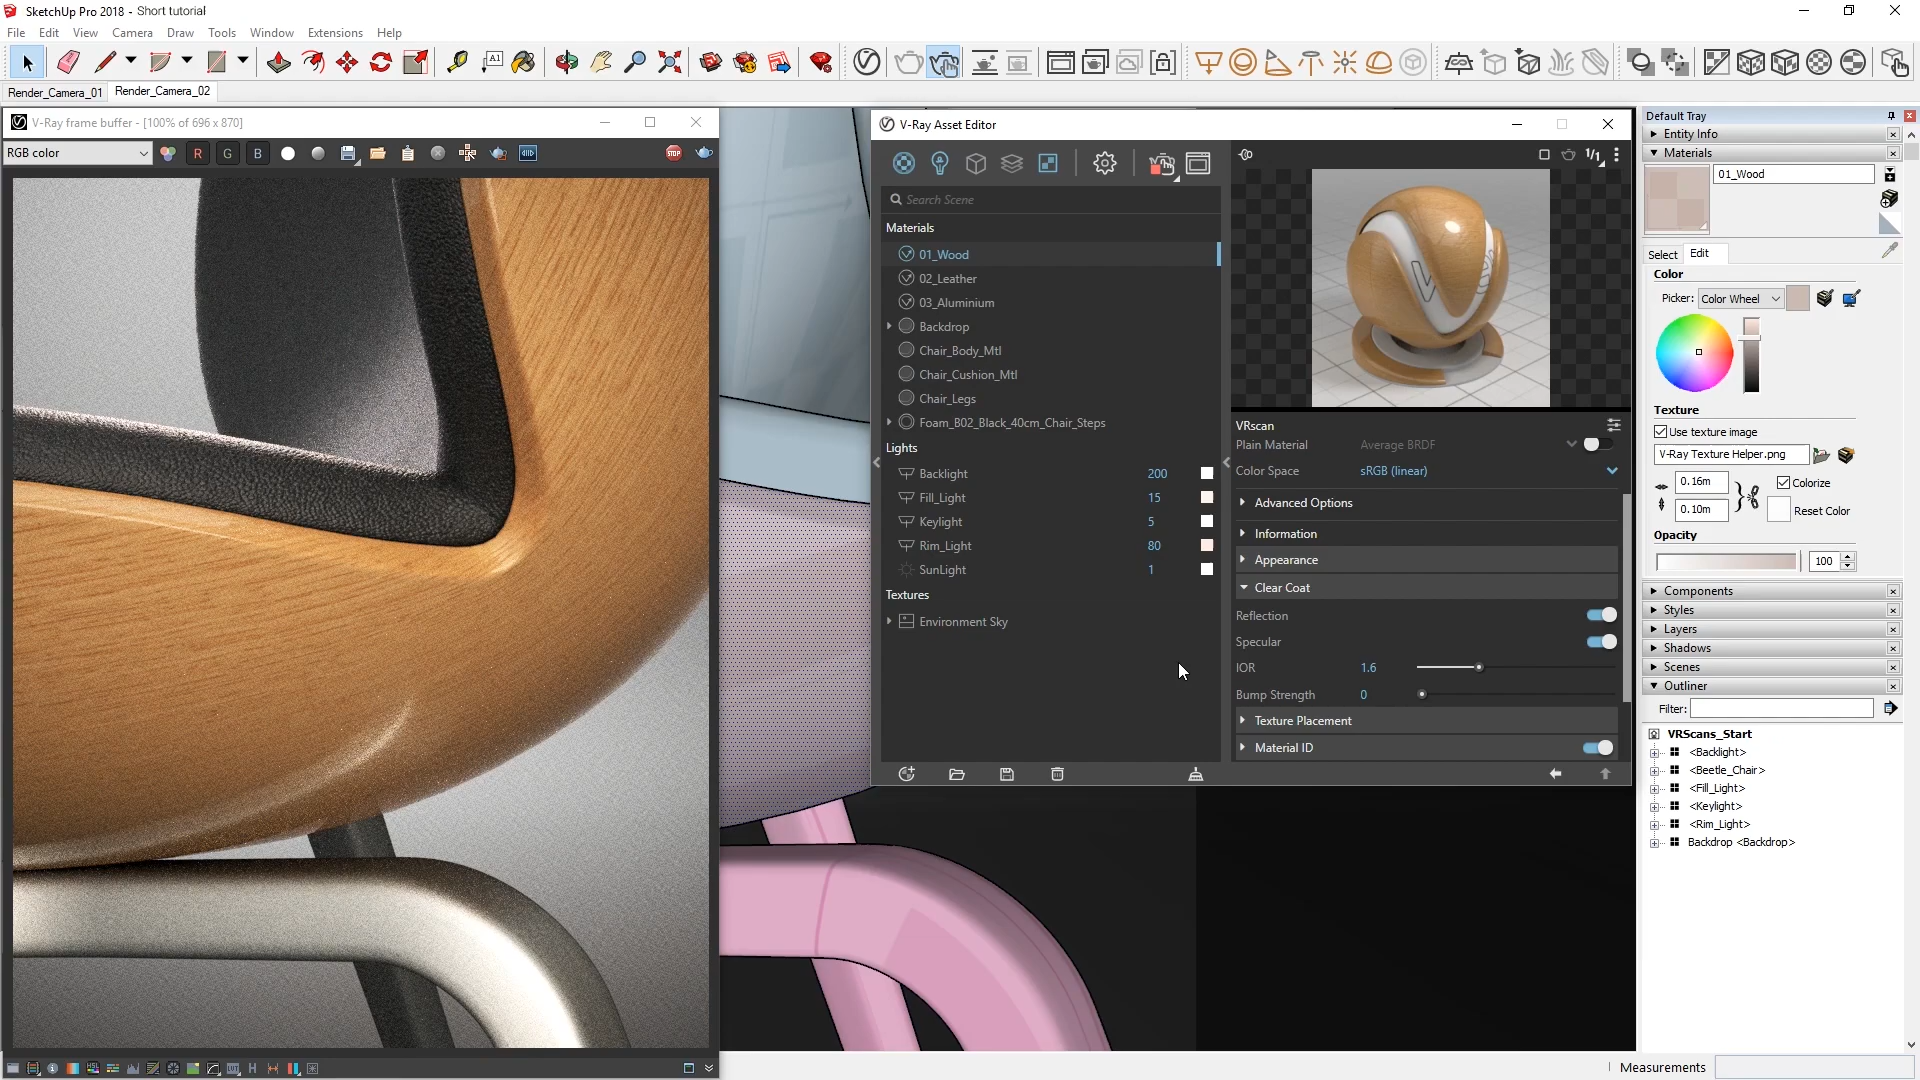 SketchUp Pro 2018 - Short tutorial
File Edit View Camera Draw Tools Window Extensions Help
A1
Render_Camera_01 Render_Camera_02
V-Ray frame buffer - [100% of 696 x 870]
RGB color R G B STOP
V-Ray Asset Editor
Search Scene
Materials
01_Wood
02_Leather
03_Aluminium
Backdrop
Chair_Body_Mtl
Chair_Cushion_Mtl
Chair_Legs
Foam_B02_Black_40cm_Chair_Steps
Lights
Backlight 200
Fill_Light 15
Keylight 5
Rim_Light 80
SunLight 1
Textures
Environment Sky
1/1
VRscan
Plain Material Average BRDF
Color Space sRGB (linear)
Advanced Options
Information
Appearance
Clear Coat
Reflection
Specular
IOR 1.6
Bump Strength 0
Texture Placement
Material ID
Default Tray
Entity Info
Materials
01_Wood
Select Edit
Color
Picker: Color Wheel
Texture
Use texture image
V-Ray Texture Helper.png
0.16m Colorize
0.10m Reset Color
Opacity
100
Components
Styles
Layers
Shadows
Scenes
Outliner
Filter:
VRScans_Start
<Backlight>
<Beetle_Chair>
<Fill_Light>
<Keylight>
<Rim_Light>
Backdrop <Backdrop>
HSL
LUT
H
Measurements